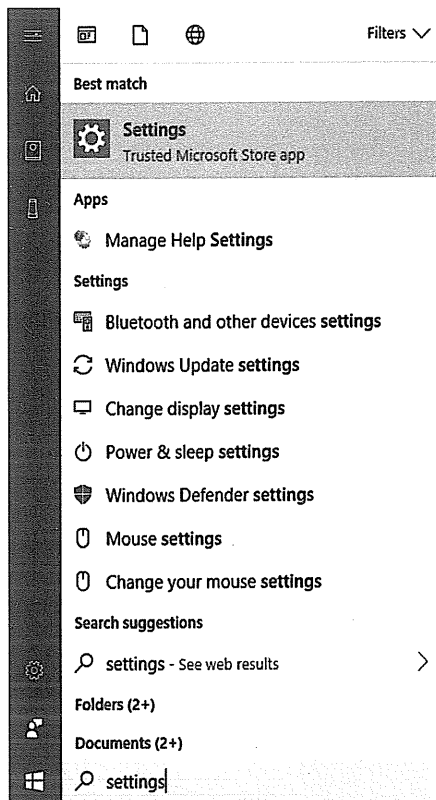 Filters
Best match
Settings
Trusted Microsoft Store app
Apps
Manage Help Settings
Settings
Bluetooth and other devices settings
Windows Update settings
Change display settings
Power & sleep settings
Windows Defender settings
Mouse settings
Change your mouse settings
Search suggestions
settings - See web results
Folders (2+)
Documents (2+)
settings